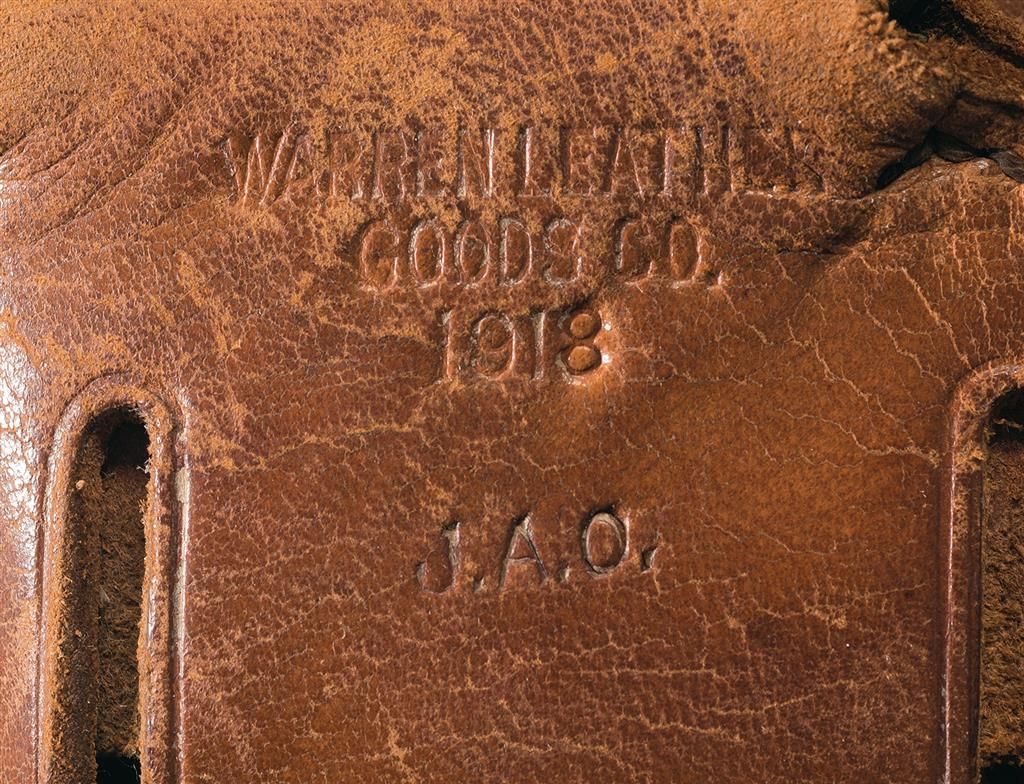 WARREN LEATHER
GOODS CO.
1918
J.A.O.